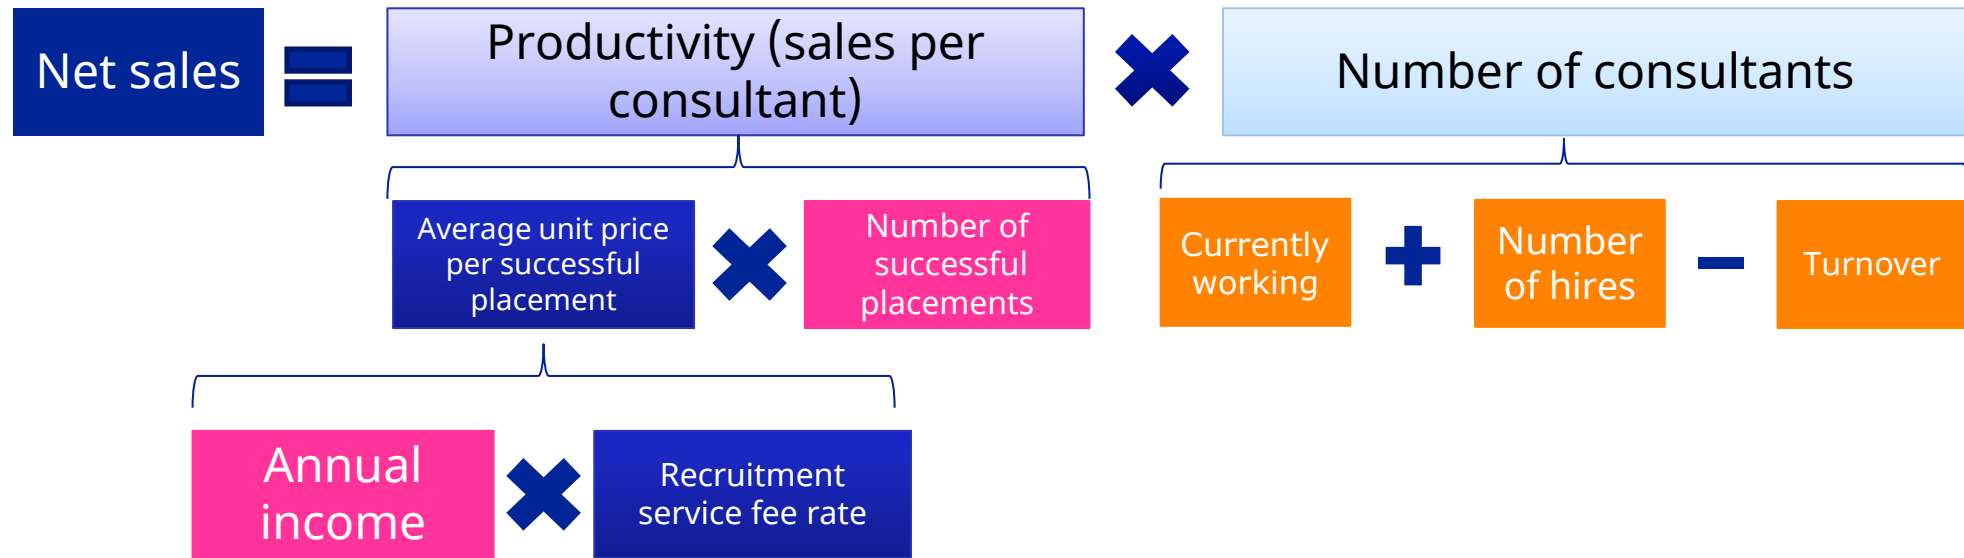 Net sales
Productivity (sales per
consultant)
Number of consultants
Average unit price
per successful
placement
Number of
successful
placements
Currently
working
Number
of hires
Turnover
Annual
income
Recruitment
service fee rate